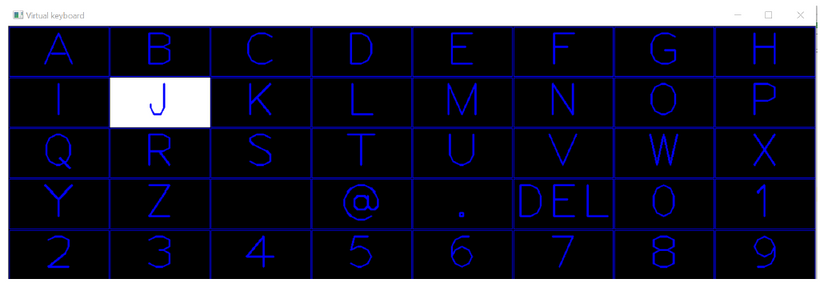 Virtual keyboard
A B C D E F G H
I J K L M N O P
Q R S T U V W X
Y Z @ . DEL 0 1
2 3 4 5 6 7 8 9